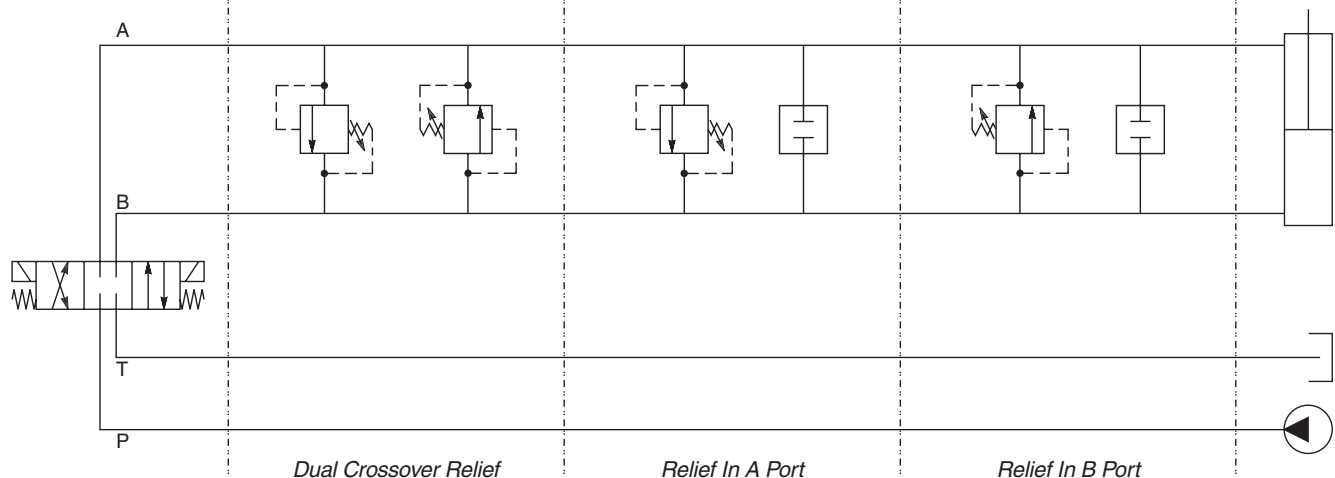 A
B
T
P
Dual Crossover Relief
Relief In A Port
Relief In B Port